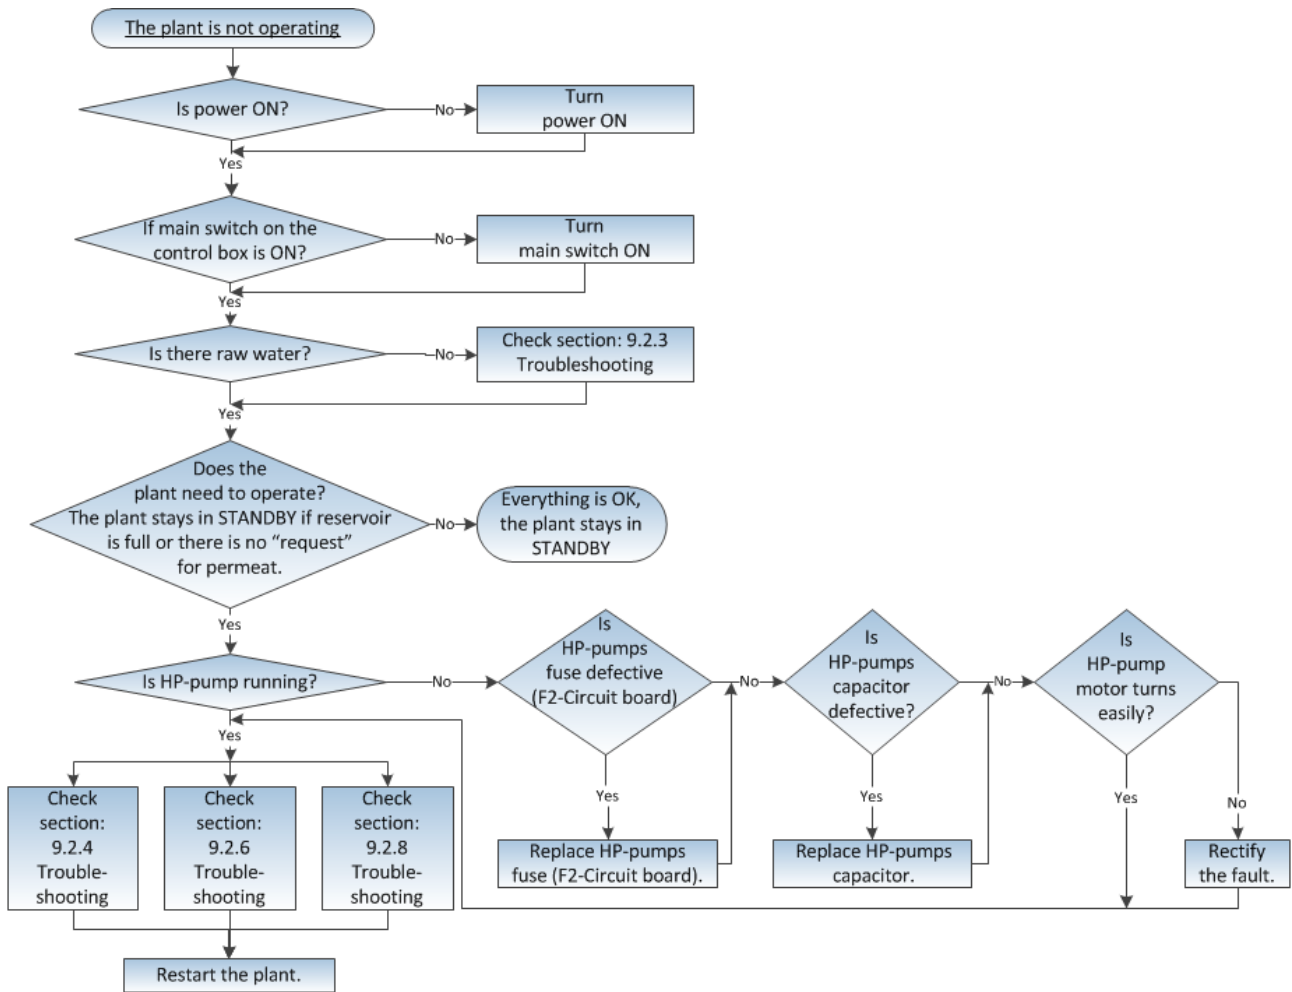 The plant is not operating
Is power ON?
No
Turn
power ON
Yes
If main switch on the
control box is ON?
No
Turn
main switch ON
Yes
Is there raw water?
No
Check section: 9.2.3
Troubleshooting
Yes
Does the
plant need to operate?
The plant stays in STANDBY if reservoir
is full or there is no “request”
for permeat.
No
Everything is OK,
the plant stays in
STANDBY
Yes
Is HP-pump running?
No
Is
HP-pumps
fuse defective
(F2-Circuit board)
No
Is
HP-pumps
capacitor
defective?
No
Is
HP-pump
motor turns
easily?
Yes
Yes
Yes
Yes
No
Replace HP-pumps
fuse (F2-Circuit board).
Replace HP-pumps
capacitor.
Rectify
the fault.
Check
section:
9.2.4
Trouble-
shooting
Check
section:
9.2.6
Trouble-
shooting
Check
section:
9.2.8
Trouble-
shooting
Restart the plant.